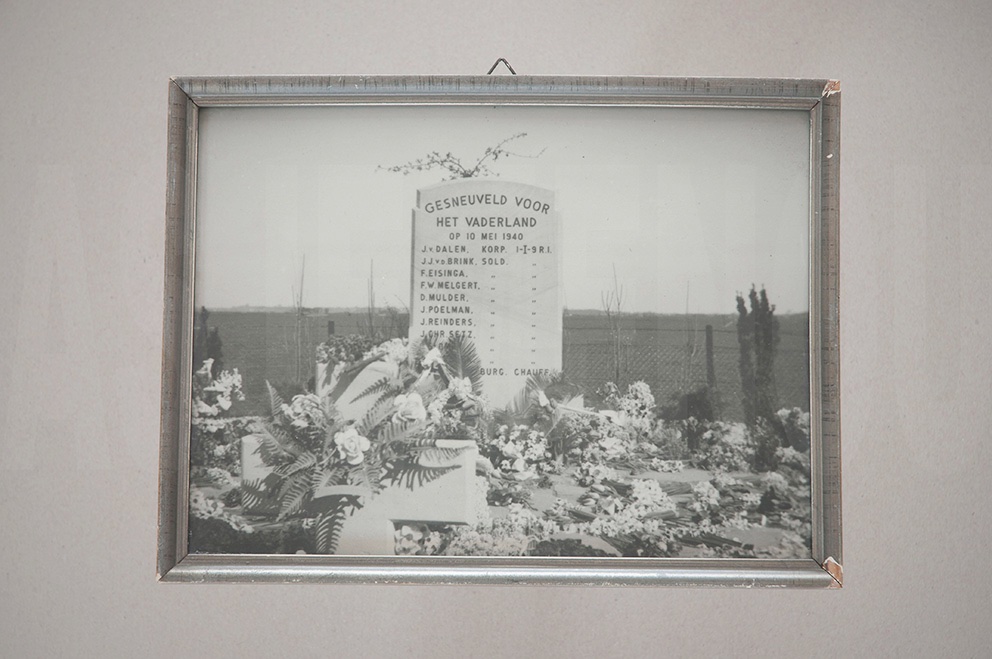 GESNEUVELD VOOR
HET VADERLAND
OP 10 MEI 1940
J.v.DALEN, KORP. 1-I-9 R.I.
J.J.v.D.BRINK, SOLD. „
F.EISINGA, „ „
F.W.MELGERT, „ „
D.MULDER, „ „
J.POELMAN, „ „
J.REINDERS, „ „
J.CHR.SETZ, „ „
„ „
„ „
BURG. CHAUFF.